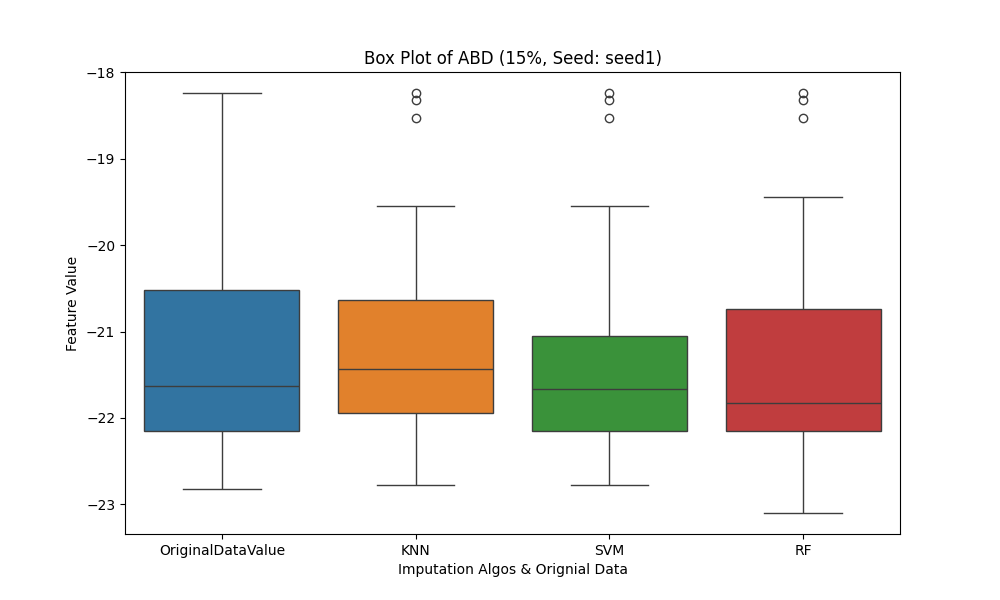 Box Plot of ABD (15%, Seed: seed1)
−18
−19
−20
−21
−22
−23
Feature Value
OriginalDataValue KNN SVM RF
Imputation Algos & Orignial Data